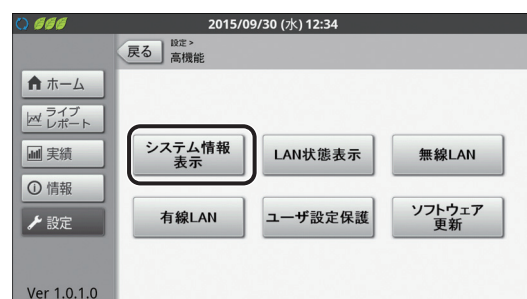 2015/09/30 (水) 12:34
戻る
設定 >
高機能
ホーム
ライブ
レポート
実績
情報
設定
システム情報
表示
LAN状態表示
無線LAN
有線LAN
ユーザ設定保護
ソフトウェア
更新
Ver 1.0.1.0